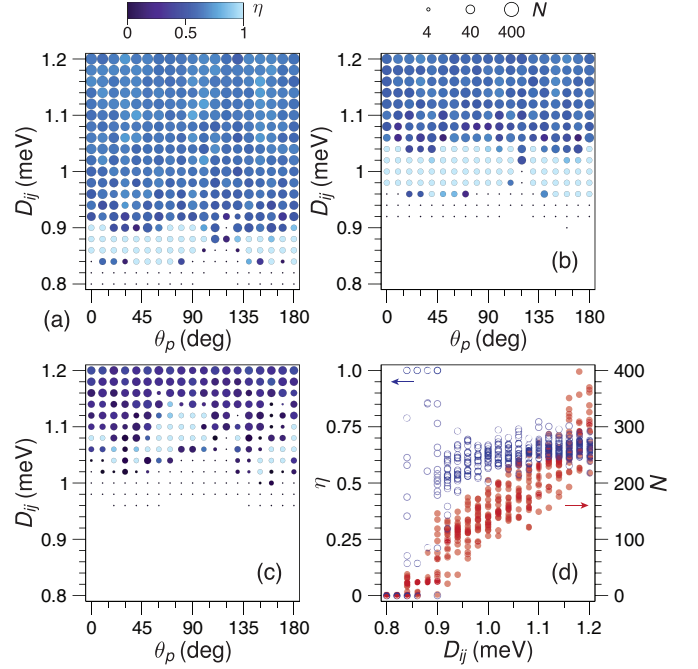 η
0 0.5 1
N
4 40 400
1.2
1.1
1
0.9
0.8
D_ij (meV)
0 45 90 135 180
θ_p (deg)
(a)
1.2
1.1
1
0.9
0.8
D_ij (meV)
0 45 90 135 180
θ_p (deg)
(b)
1.2
1.1
1
0.9
0.8
D_ij (meV)
0 45 90 135 180
θ_p (deg)
(c)
1.0
0.75
0.5
0.25
0
η
400
300
200
100
0
N
0.8 0.9 1.0 1.1 1.2
D_ij (meV)
(d)